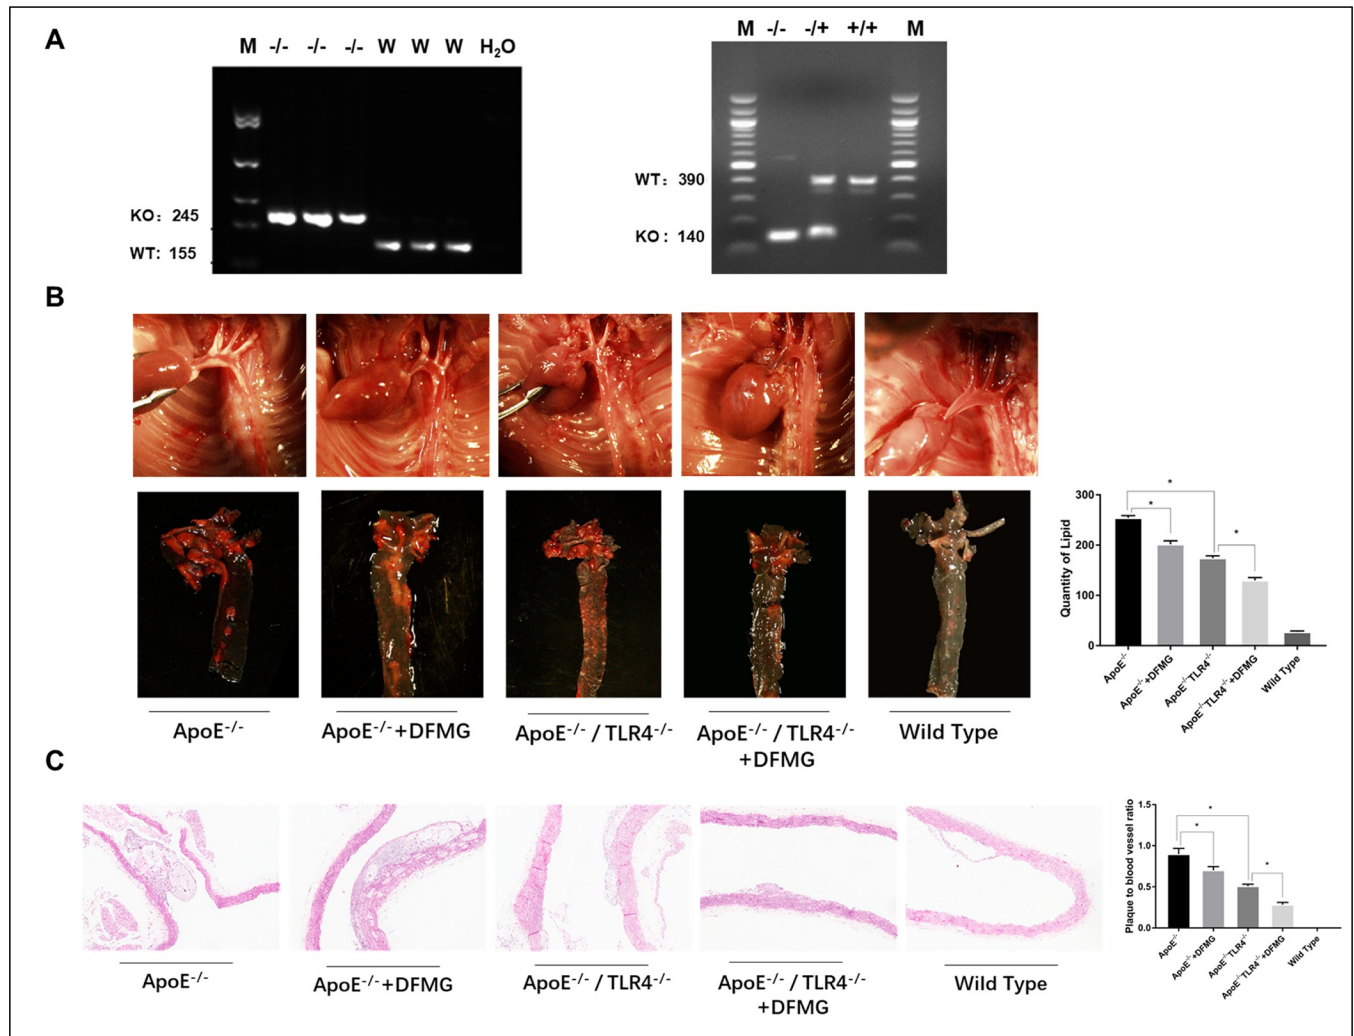 A
M -/- -/- -/- W W W H₂O
KO: 245
WT: 155
M -/- -/+ +/+ M
WT: 390
KO: 140
B
ApoE⁻/⁻
ApoE⁻/⁻+DFMG
ApoE⁻/⁻ / TLR4⁻/⁻
ApoE⁻/⁻ / TLR4⁻/⁻
+DFMG
Wild Type
Quantity of Lipid
300
200
100
0
* * *
ApoE⁻/⁻
ApoE⁻/⁻+DFMG
ApoE⁻/⁻TLR4⁻/⁻
ApoE⁻/⁻TLR4⁻/⁻+DFMG
Wild Type
C
ApoE⁻/⁻
ApoE⁻/⁻+DFMG
ApoE⁻/⁻ / TLR4⁻/⁻
ApoE⁻/⁻ / TLR4⁻/⁻
+DFMG
Wild Type
Plaque to blood vessel ratio
1.5
1.0
0.5
0.0
* * *
ApoE⁻/⁻
ApoE⁻/⁻+DFMG
ApoE⁻/⁻TLR4⁻/⁻
ApoE⁻/⁻TLR4⁻/⁻+DFMG
Wild Type